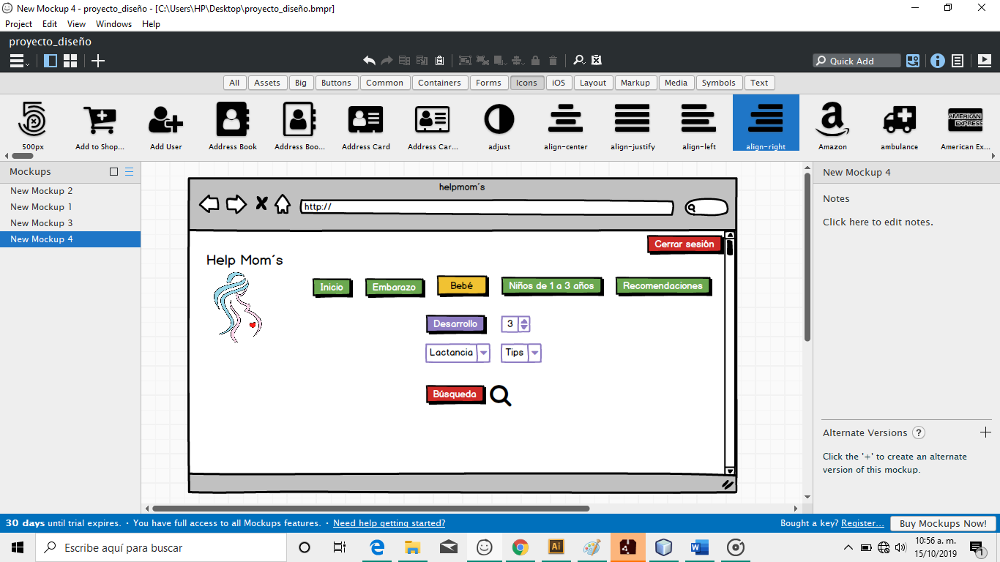 New Mockup 4 - proyecto_diseño - [C:\Users\HP\Desktop\proyecto_diseño.bmpr]
Project Edit View Windows Help
proyecto_diseño
Quick Add
All Assets Big Buttons Common Containers Forms Icons iOS Layout Markup Media Symbols Text
AMERICAN EXPRESS
500px Add to Shop... Add User Address Book Address Boo... Address Card Address Car... adjust align-center align-justify align-left align-right Amazon ambulance American Ex...
Mockups
New Mockup 2
New Mockup 1
New Mockup 3
New Mockup 4
helpmom´s
http://
Cerrar sesión
Help Mom´s
Inicio Embarazo Bebé Niños de 1 a 3 años Recomendaciones
Desarrollo 3
Lactancia Tips
Búsqueda
New Mockup 4
Notes
Click here to edit notes.
Alternate Versions ?
Click the '+' to create an alternate
version of this mockup.
30 days until trial expires. · You have full access to all Mockups features. · Need help getting started?
Bought a key? Register... Buy Mockups Now!
Escribe aquí para buscar
Ai
10:56 a. m.
15/10/2019
1